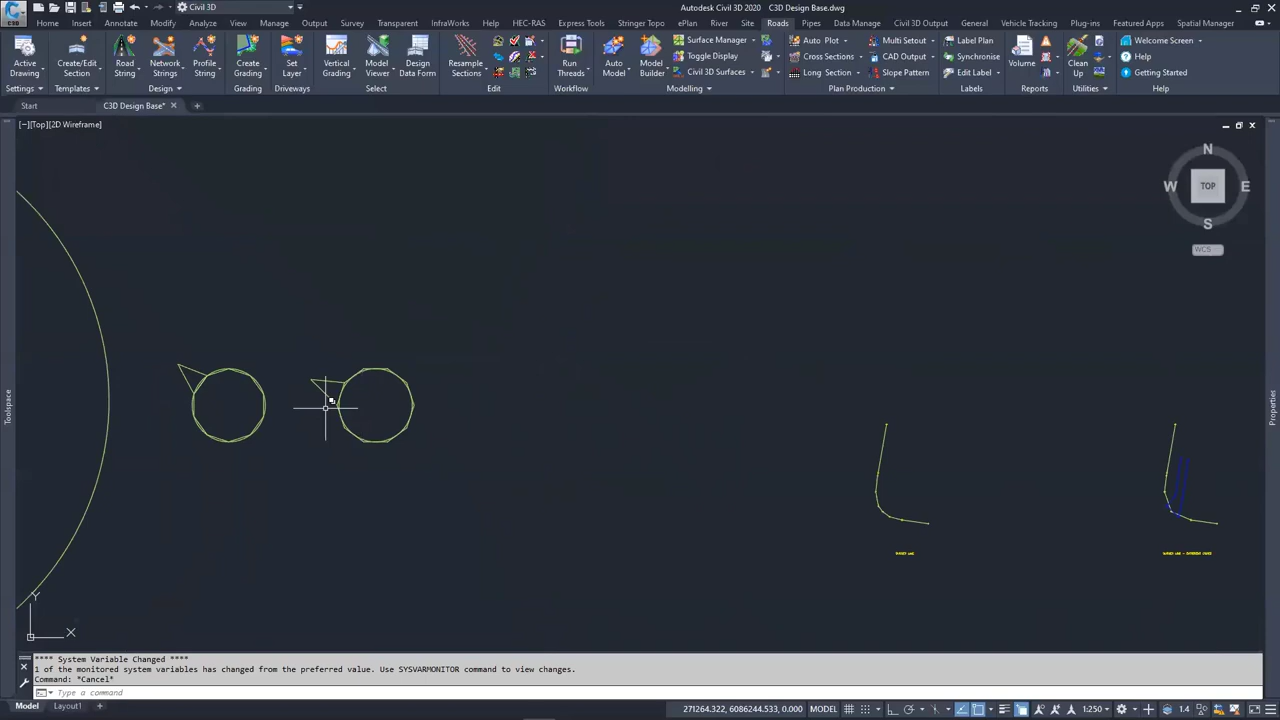 C3D
Civil 3D
Autodesk Civil 3D 2020 C3D Design Base.dwg
Home Insert Annotate Modify Analyze View Manage Output Survey Transparent InfraWorks HEC-RAS Express Tools Stringer Topo ePlan Rail Storm Roads Pipes Data Manager Civil 3D Output General Vehicle Tracking Plug-ins Featured Apps Spatial Manager
Active Drawing
Create/Edit Section
Road String
Network Strings
Profile String
Create Grading
Set Layer
Vertical Grading
Model Viewer
Design Data Form
Resample Sections
Run Threads
Auto Model
Model Builder
Surface Manager
Toggle Display
Civil 3D Surfaces
Auto Plot
Cross Sections
Long Section
Multi Setout
CAD Output
Slope Pattern
Label Plan
Synchronise
Edit Label
Volume
Clean Up
Welcome Screen
Help
Getting Started
Settings Templates Design Grading Driveways Select Edit Workflow Modelling Plan Production Labels Reports Utilities Help
Start C3D Design Base*
[−][Top][2D Wireframe]
N
W TOP E
S
WCS
Toolspace
Properties
Y
X
**** System Variable Changed ****
1 of the monitored system variables has changed from the preferred value. Use SYSVARMONITOR command to view changes.
Command: *Cancel*
Type a command
Model Layout1
271264.322, 6086244.533, 0.000 MODEL 1:250 1:4